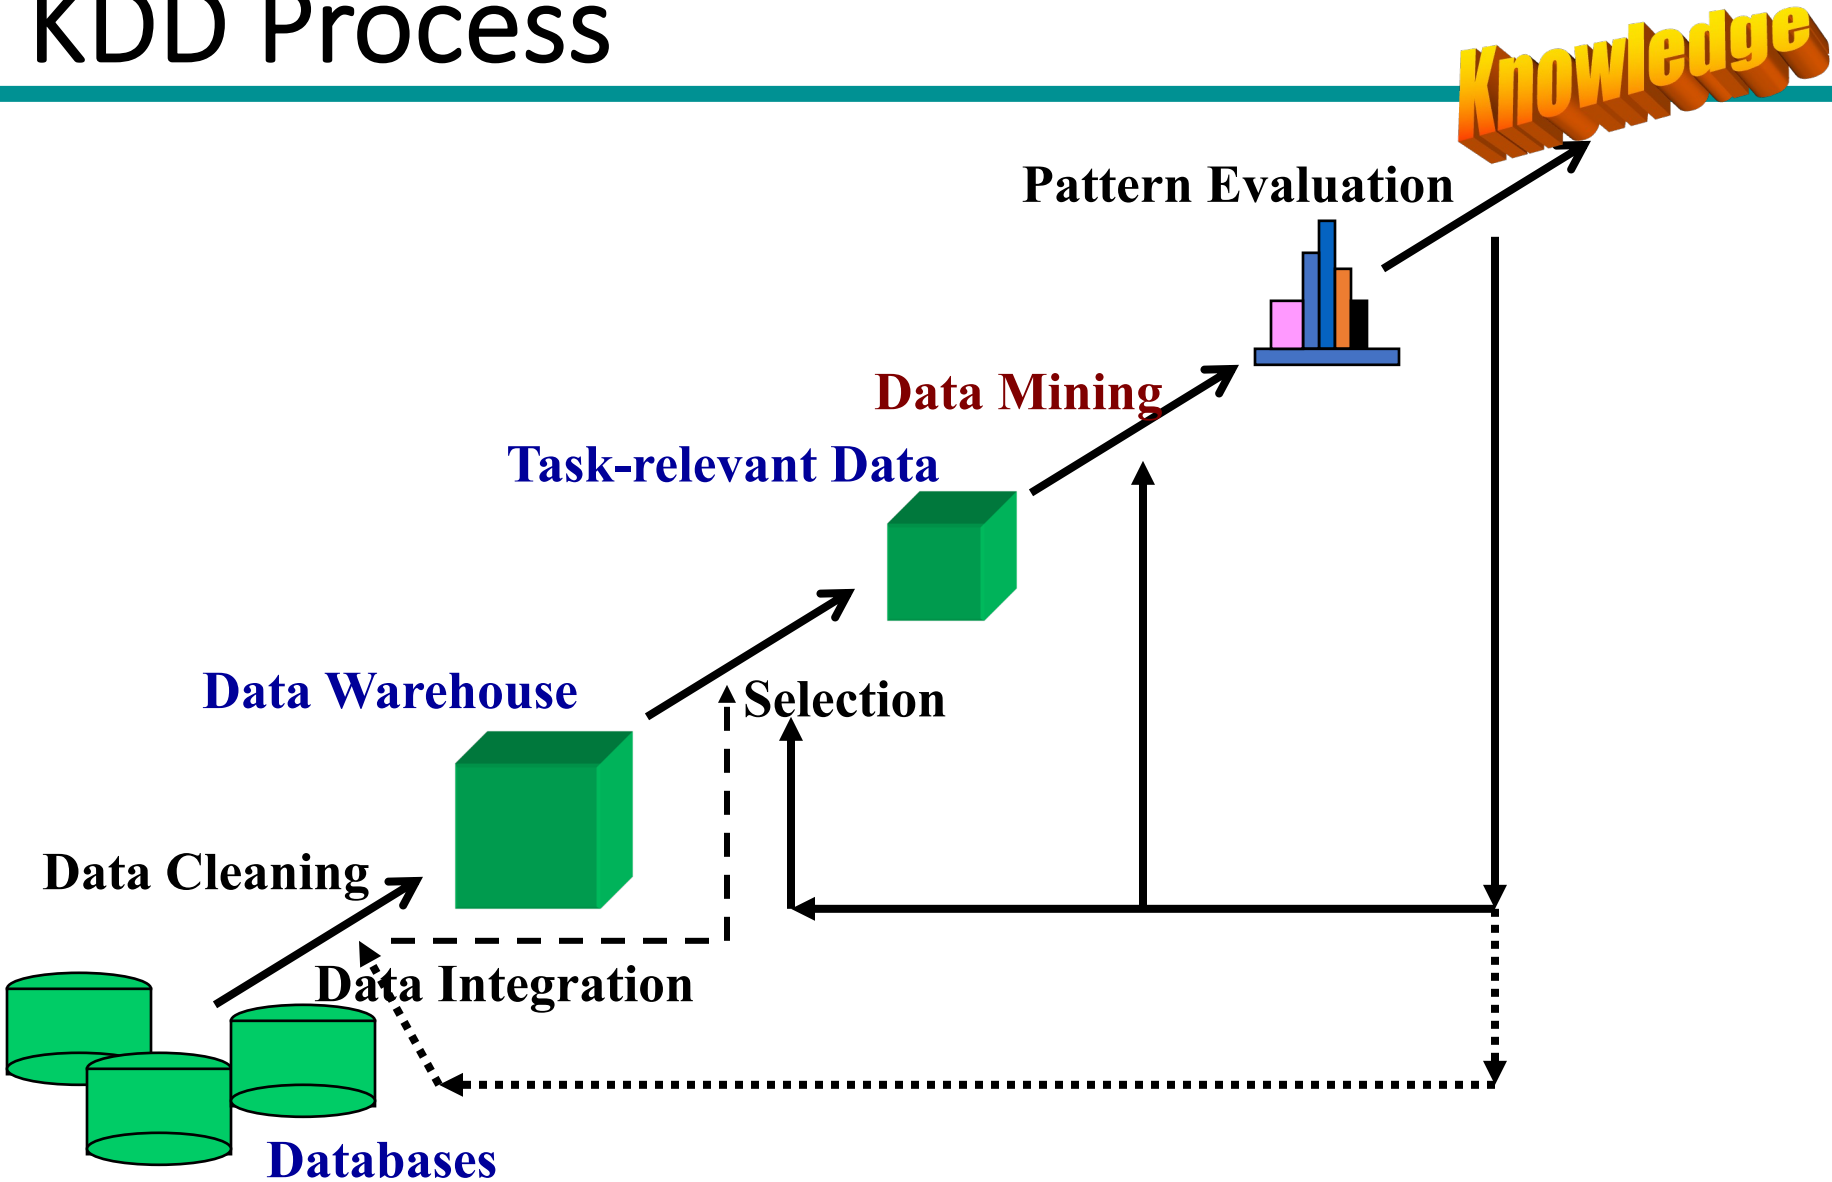 KDD Process
Knowledge
Pattern Evaluation
Data Mining
Task-relevant Data
Data Warehouse
Selection
Data Cleaning
Data Integration
Databases